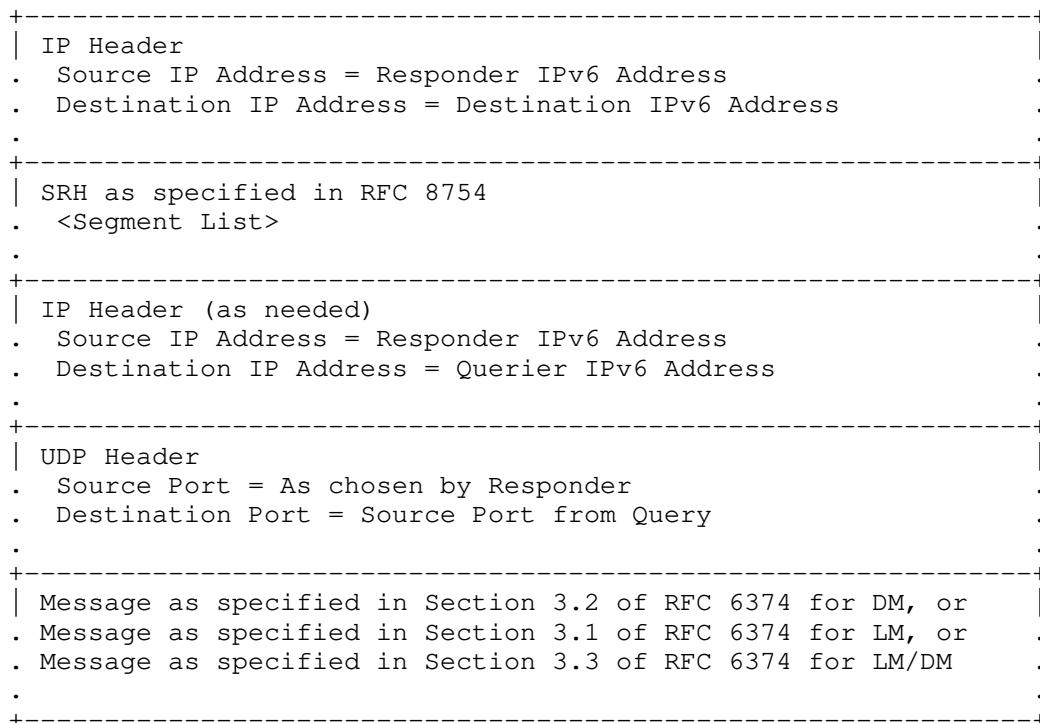 +---------------------------------------------------------------+
| IP Header                                                     |
.  Source IP Address = Responder IPv6 Address                   .
.  Destination IP Address = Destination IPv6 Address            .
.                                                               .
+---------------------------------------------------------------+
| SRH as specified in RFC 8754                                  |
.  <Segment List>                                               .
.                                                               .
+---------------------------------------------------------------+
| IP Header (as needed)                                         |
.  Source IP Address = Responder IPv6 Address                   .
.  Destination IP Address = Querier IPv6 Address                .
.                                                               .
+---------------------------------------------------------------+
| UDP Header                                                    |
.  Source Port = As chosen by Responder                         .
.  Destination Port = Source Port from Query                    .
.                                                               .
+---------------------------------------------------------------+
| Message as specified in Section 3.2 of RFC 6374 for DM, or    |
. Message as specified in Section 3.1 of RFC 6374 for LM, or    .
. Message as specified in Section 3.3 of RFC 6374 for LM/DM     .
.                                                               .
+---------------------------------------------------------------+